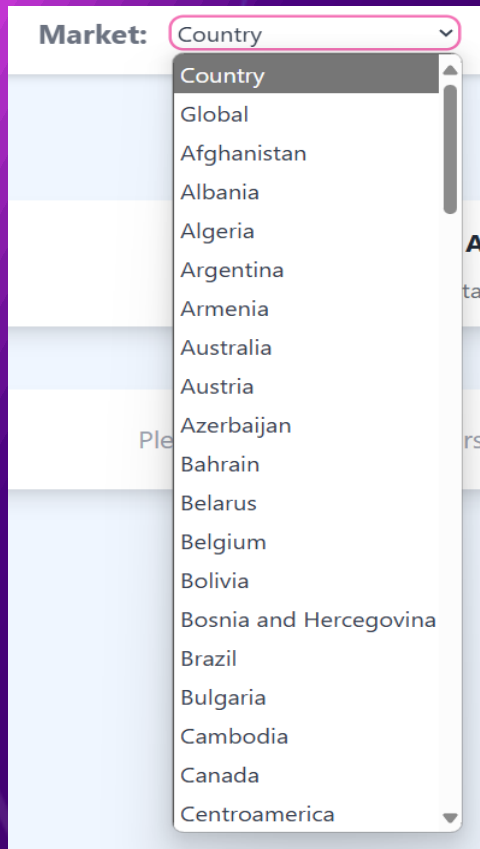 Market: Country
Country
Global
Afghanistan
Albania
Algeria
Argentina
Armenia
Australia
Austria
Azerbaijan
Bahrain
Belarus
Belgium
Bolivia
Bosnia and Hercegovina
Brazil
Bulgaria
Cambodia
Canada
Centroamerica